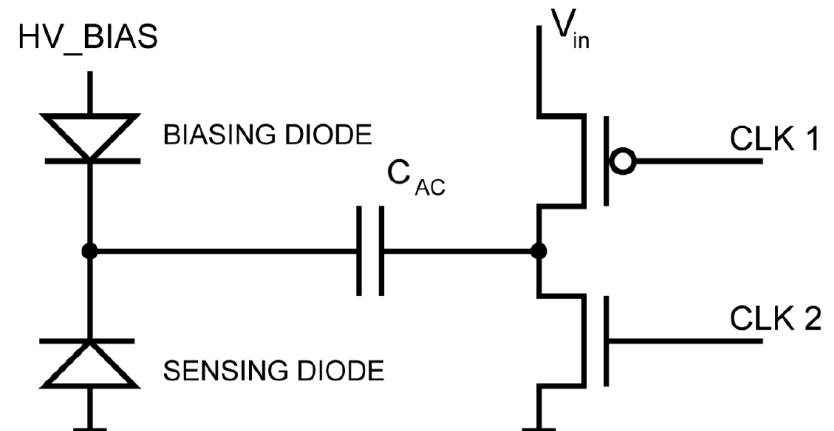 HV_BIAS
V_in
BIASING DIODE
CLK 1
C_AC
CLK 2
SENSING DIODE